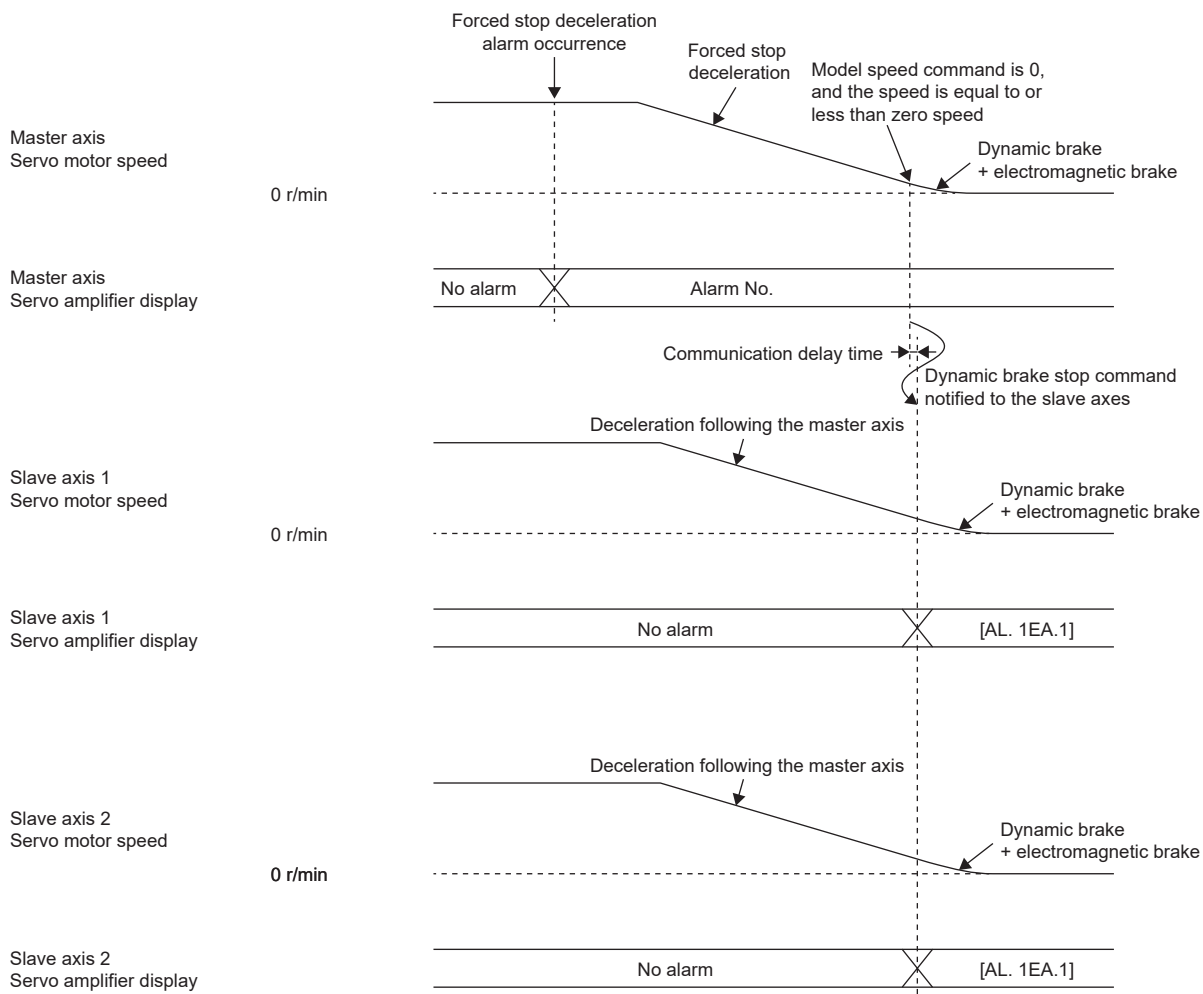 Forced stop deceleration
alarm occurrence
Forced stop
deceleration
Model speed command is 0,
and the speed is equal to or
less than zero speed
Dynamic brake
+ electromagnetic brake
Master axis
Servo motor speed
0 r/min
Master axis
Servo amplifier display
No alarm
Alarm No.
Communication delay time
Dynamic brake stop command
notified to the slave axes
Deceleration following the master axis
Slave axis 1
Servo motor speed
Dynamic brake
+ electromagnetic brake
0 r/min
Slave axis 1
Servo amplifier display
No alarm
[AL. 1EA.1]
Deceleration following the master axis
Slave axis 2
Servo motor speed
Dynamic brake
+ electromagnetic brake
0 r/min
Slave axis 2
Servo amplifier display
No alarm
[AL. 1EA.1]